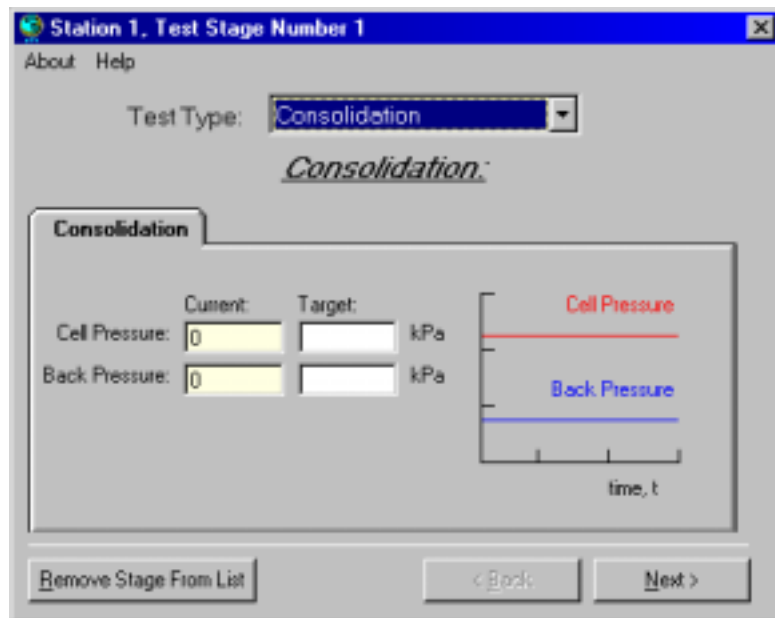 Station 1, Test Stage Number 1
About Help
Test Type: Consolidation
Consolidation:
Consolidation
Current: Target:
Cell Pressure: 0 kPa
Back Pressure: 0 kPa
Cell Pressure
Back Pressure
time, t
Remove Stage From List < Back Next >